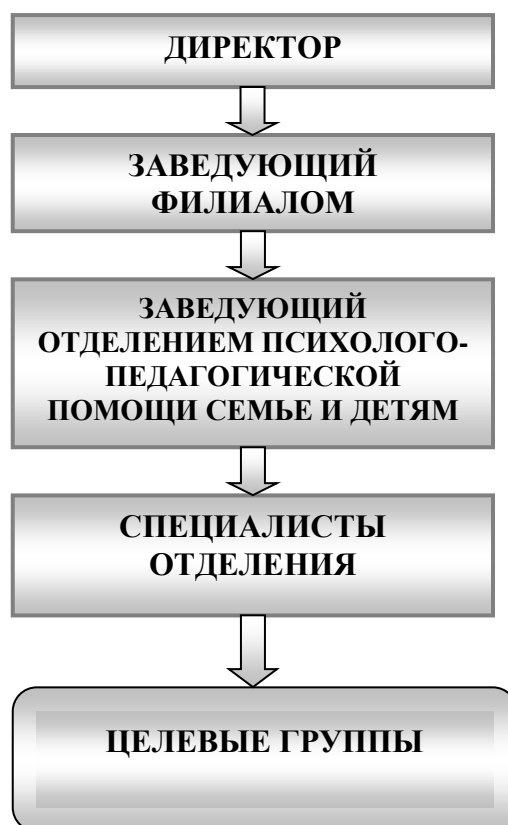 ДИРЕКТОР
ЗАВЕДУЮЩИЙ
ФИЛИАЛОМ
ЗАВЕДУЮЩИЙ
ОТДЕЛЕНИЕМ ПСИХОЛОГО-
ПЕДАГОГИЧЕСКОЙ
ПОМОЩИ СЕМЬЕ И ДЕТЯМ
СПЕЦИАЛИСТЫ
ОТДЕЛЕНИЯ
ЦЕЛЕВЫЕ ГРУППЫ